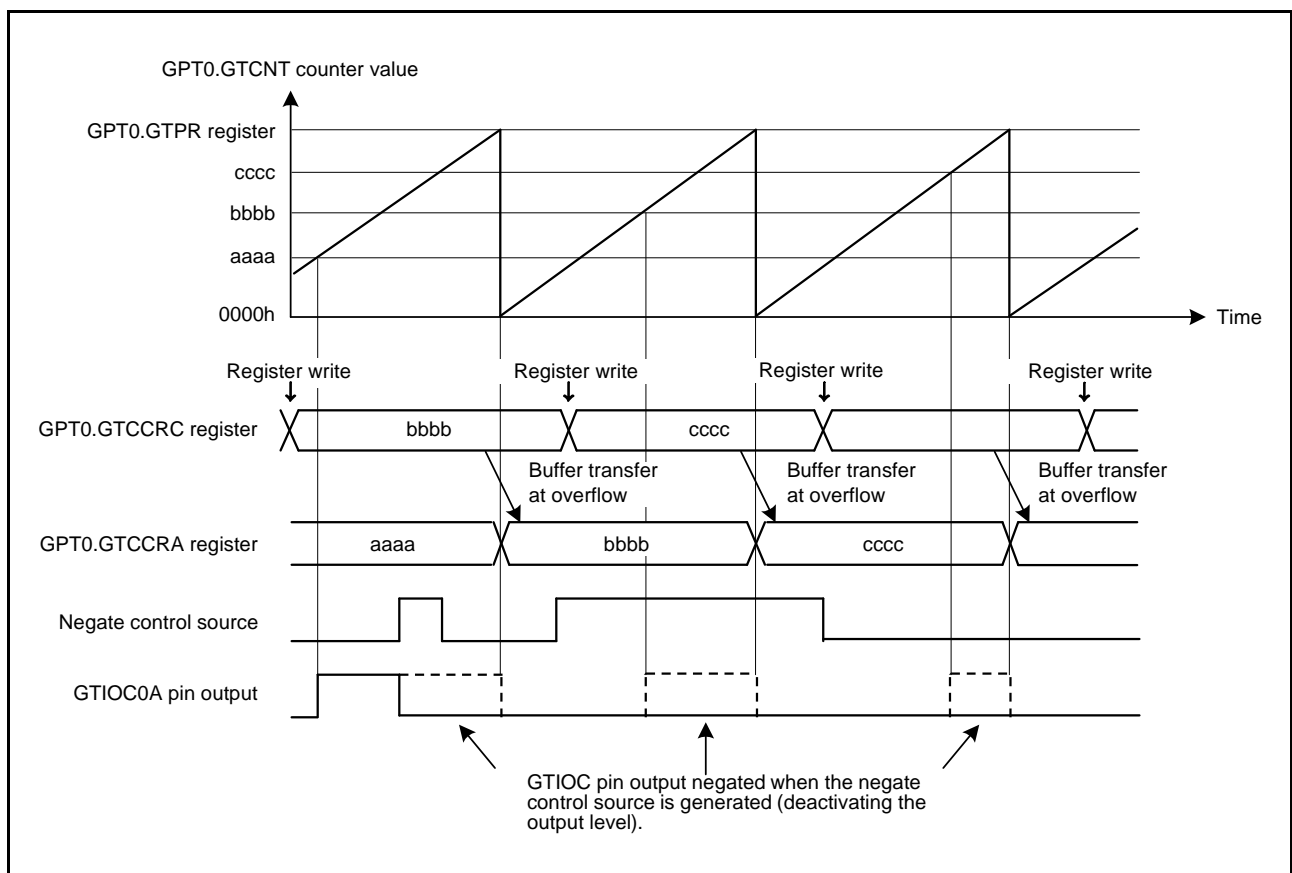 GPT0.GTCNT counter value
GPT0.GTPR register
cccc
bbbb
aaaa
0000h
Time
Register write
Register write
Register write
Register write
GPT0.GTCCRC register
bbbb
cccc
Buffer transfer
at overflow
Buffer transfer
at overflow
Buffer transfer
at overflow
GPT0.GTCCRA register
aaaa
bbbb
cccc
Negate control source
GTIOC0A pin output
GTIOC pin output negated when the negate
control source is generated (deactivating the
output level).